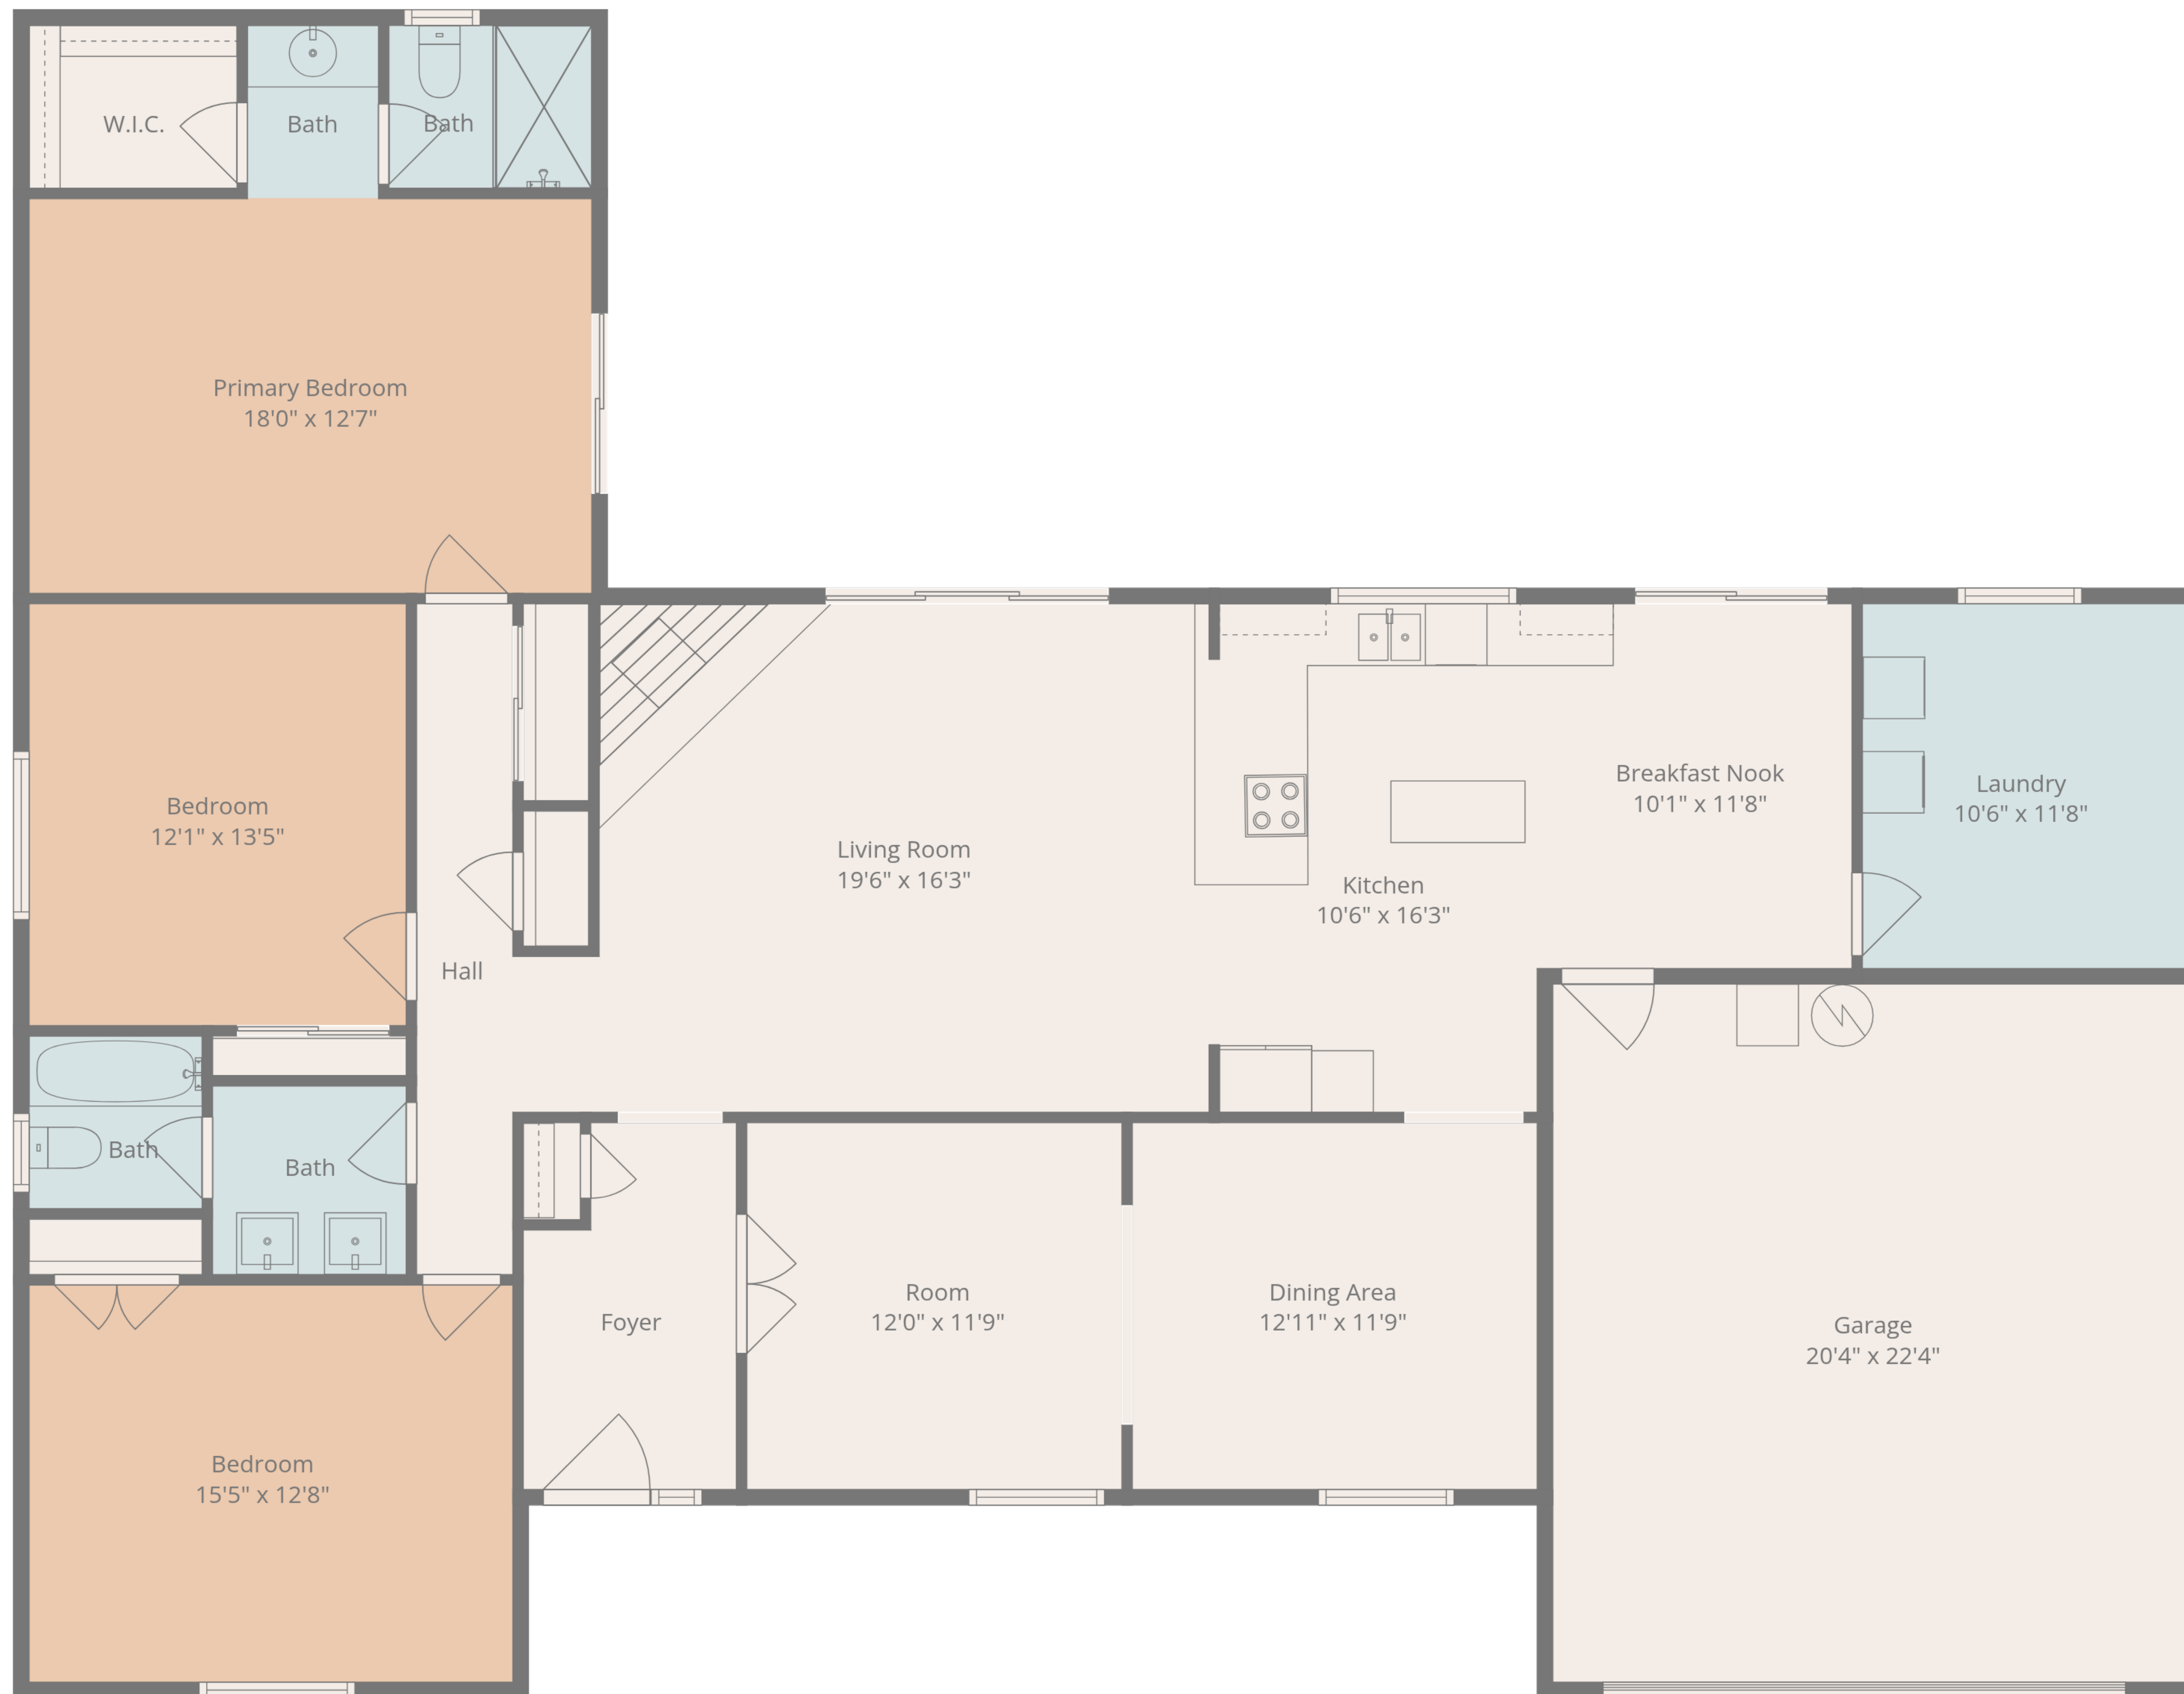 W.I.C.
Bath
Bath
Primary Bedroom
18'0" x 12'7"
Bedroom
12'1" x 13'5"
Hall
Living Room
19'6" x 16'3"
Kitchen
10'6" x 16'3"
Breakfast Nook
10'1" x 11'8"
Laundry
10'6" x 11'8"
Bath
Bath
Bedroom
15'5" x 12'8"
Foyer
Room
12'0" x 11'9"
Dining Area
12'11" x 11'9"
Garage
20'4" x 22'4"